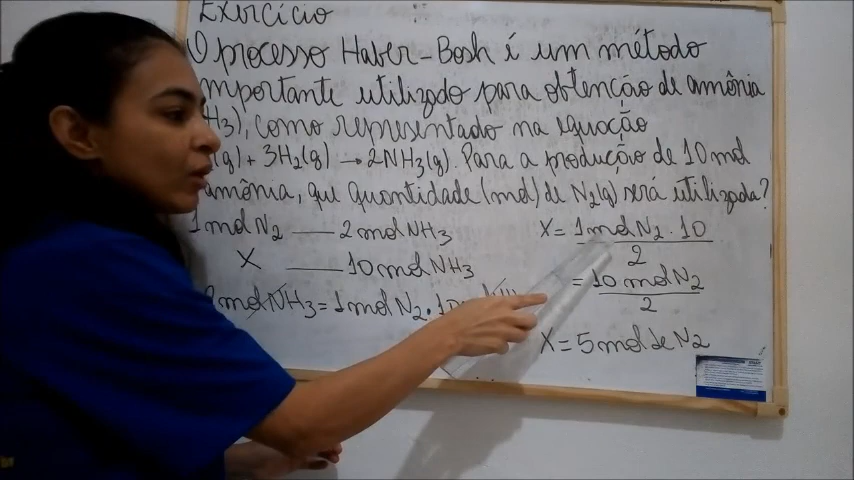 Exercício
O processo Haber-Bosh é um método
importante utilizado para obtenção de amônia
H3), como representado na equação
(g) + 3H2(g) → 2NH3(g). Para a produção de 10 mol
amônia, que quantidade (mol) de N2(g) será utilizada?
1 mol N2 —— 2 mol NH3
X —— 10 mol NH3
2 mol NH3 = 1 mol N2 · 10
X = 1 mol N2 · 10
2
= 10 mol N2
2
X = 5 mol de N2